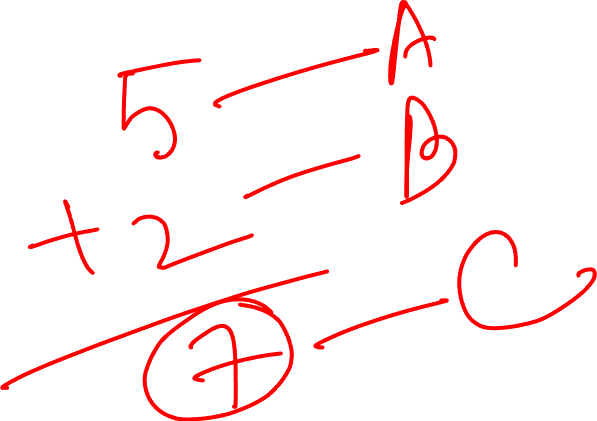 5 — A
+2 — B
7 — C